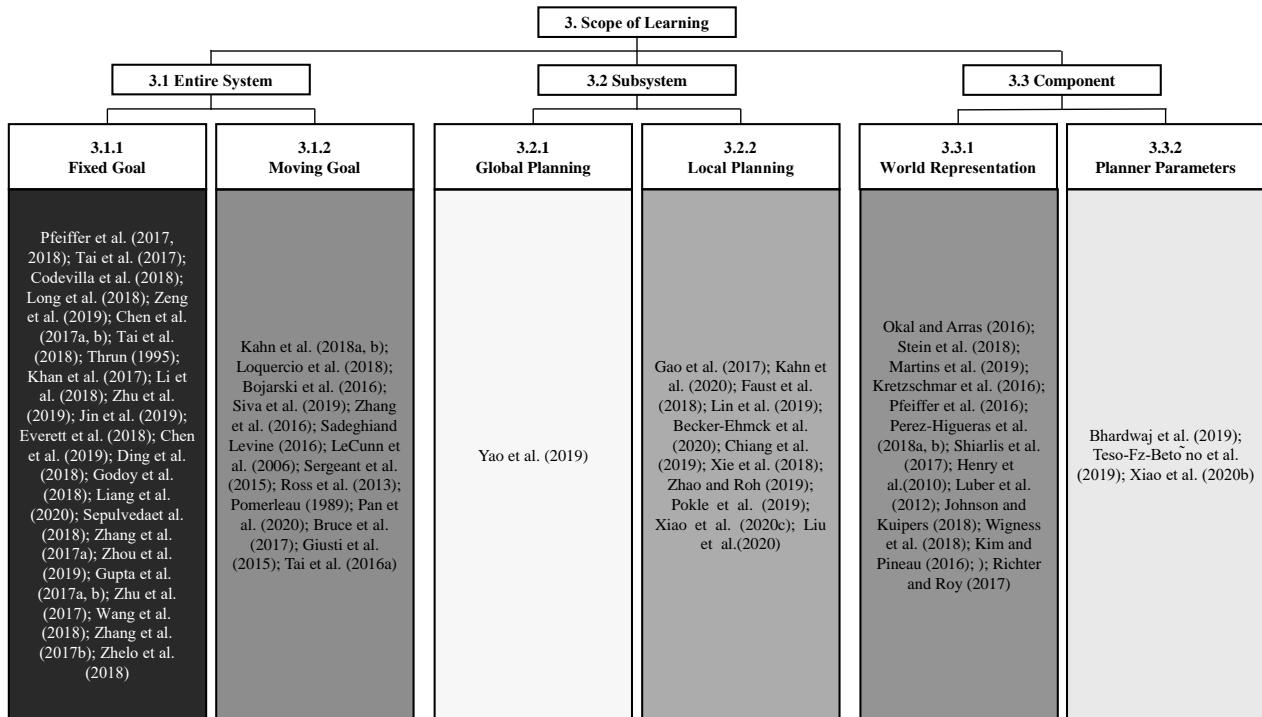 3. Scope of Learning
3.1 Entire System
3.2 Subsystem
3.3 Component
3.1.1
Fixed Goal
3.1.2
Moving Goal
3.2.1
Global Planning
3.2.2
Local Planning
3.3.1
World Representation
3.3.2
Planner Parameters
Pfeiffer et al. (2017,
2018); Tai et al. (2017);
Codevilla et al. (2018);
Long et al. (2018); Zeng
et al. (2019); Chen et al.
(2017a, b); Tai et al.
(2018); Thrun (1995);
Khan et al. (2017); Li et
al. (2018); Zhu et al.
(2019); Jin et al. (2019);
Everett et al. (2018); Chen
et al. (2019); Ding et al.
(2018); Godoy et al.
(2018); Liang et al.
(2020); Sepulvedaet al.
(2018); Zhang et al.
(2017a); Zhou et al.
(2019); Gupta et al.
(2017a, b); Zhu et al.
(2017); Wang et al.
(2018); Zhang et al.
(2017b); Zhelo et al.
(2018)
Kahn et al. (2018a, b);
Loquercio et al. (2018);
Bojarski et al. (2016);
Siva et al. (2019); Zhang
et al. (2016); Sadeghiand
Levine (2016); LeCunn et
al. (2006); Sergeant et al.
(2015); Ross et al. (2013);
Pomerleau (1989); Pan et
al. (2020); Bruce et al.
(2017); Giusti et al.
(2015); Tai et al. (2016a)
Yao et al. (2019)
Gao et al. (2017); Kahn et
al. (2020); Faust et al.
(2018); Lin et al. (2019);
Becker-Ehmck et al.
(2020); Chiang et al.
(2019); Xie et al. (2018);
Zhao and Roh (2019);
Pokle et al. (2019);
Xiao et al. (2020c); Liu
et al.(2020)
Okal and Arras (2016);
Stein et al. (2018);
Martins et al. (2019);
Kretzschmar et al. (2016);
Pfeiffer et al. (2016);
Perez-Higueras et al.
(2018a, b); Shiarlis et al.
(2017); Henry et
al.(2010); Luber et al.
(2012); Johnson and
Kuipers (2018); Wigness
et al. (2018); Kim and
Pineau (2016); ); Richter
and Roy (2017)
Bhardwaj et al. (2019);
Teso-Fz-Beto˜no et al.
(2019); Xiao et al. (2020b)